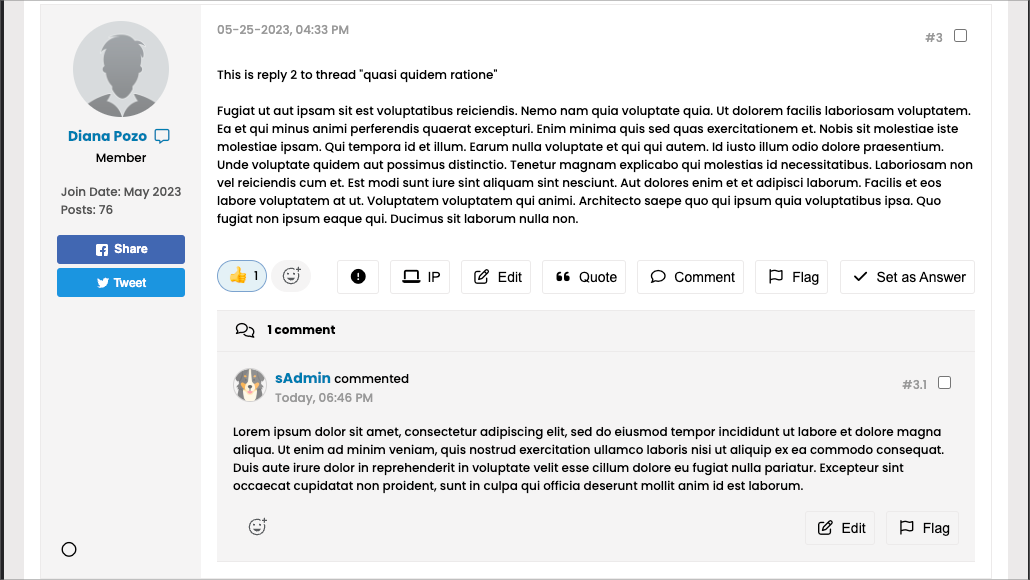 05-25-2023, 04:33 PM
#3
Diana Pozo
Member
Join Date: May 2023
Posts: 76
Share
Tweet
This is reply 2 to thread "quasi quidem ratione"
Fugiat ut aut ipsam sit est voluptatibus reiciendis. Nemo nam quia voluptate quia. Ut dolorem facilis laboriosam voluptatem.
Ea et qui minus animi perferendis quaerat excepturi. Enim minima quis sed quas exercitationem et. Nobis sit molestiae iste
molestiae ipsam. Qui tempora id et illum. Earum nulla voluptate et qui qui autem. Id iusto illum odio dolore praesentium.
Unde voluptate quidem aut possimus distinctio. Tenetur magnam explicabo qui molestias id necessitatibus. Laboriosam non
vel reiciendis cum et. Est modi sunt iure sint aliquam sint nesciunt. Aut dolores enim et et adipisci laborum. Facilis et eos
labore voluptatem at ut. Voluptatem voluptatem qui animi. Architecto saepe quo qui ipsum quia voluptatibus ipsa. Quo
fugiat non ipsum eaque qui. Ducimus sit laborum nulla non.
1 IP Edit Quote Comment Flag Set as Answer
1 comment
sAdmin commented
Today, 06:46 PM
#3.1
Lorem ipsum dolor sit amet, consectetur adipiscing elit, sed do eiusmod tempor incididunt ut labore et dolore magna
aliqua. Ut enim ad minim veniam, quis nostrud exercitation ullamco laboris nisi ut aliquip ex ea commodo consequat.
Duis aute irure dolor in reprehenderit in voluptate velit esse cillum dolore eu fugiat nulla pariatur. Excepteur sint
occaecat cupidatat non proident, sunt in culpa qui officia deserunt mollit anim id est laborum.
Edit Flag